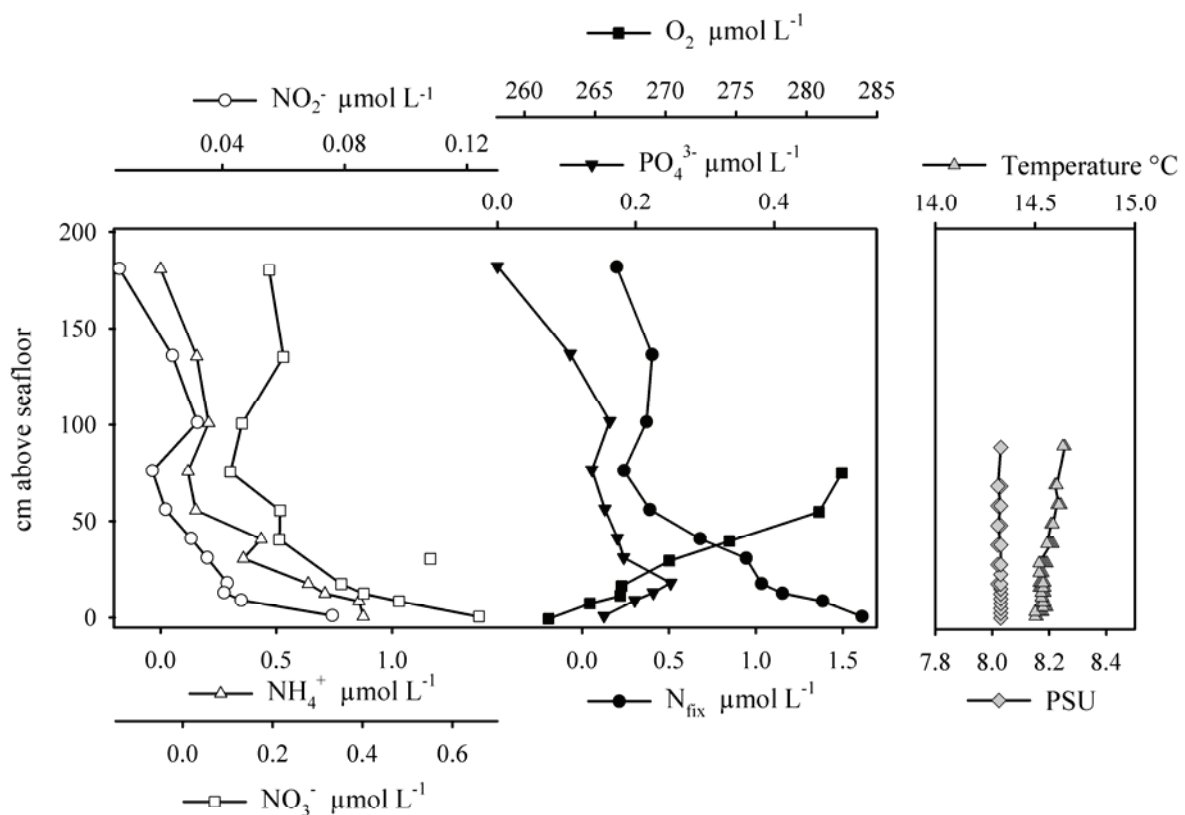 O₂ µmol L⁻¹
260 265 270 275 280 285
NO₂⁻ µmol L⁻¹
0.04 0.08 0.12
PO₄³⁻ µmol L⁻¹
0.0 0.2 0.4
Temperature °C
14.0 14.5 15.0
200
150
100
50
0
cm above seafloor
0.0 0.5 1.0
NH₄⁺ µmol L⁻¹
0.0 0.2 0.4 0.6
NO₃⁻ µmol L⁻¹
0.0 0.5 1.0 1.5
N_fix µmol L⁻¹
7.8 8.0 8.2 8.4
PSU